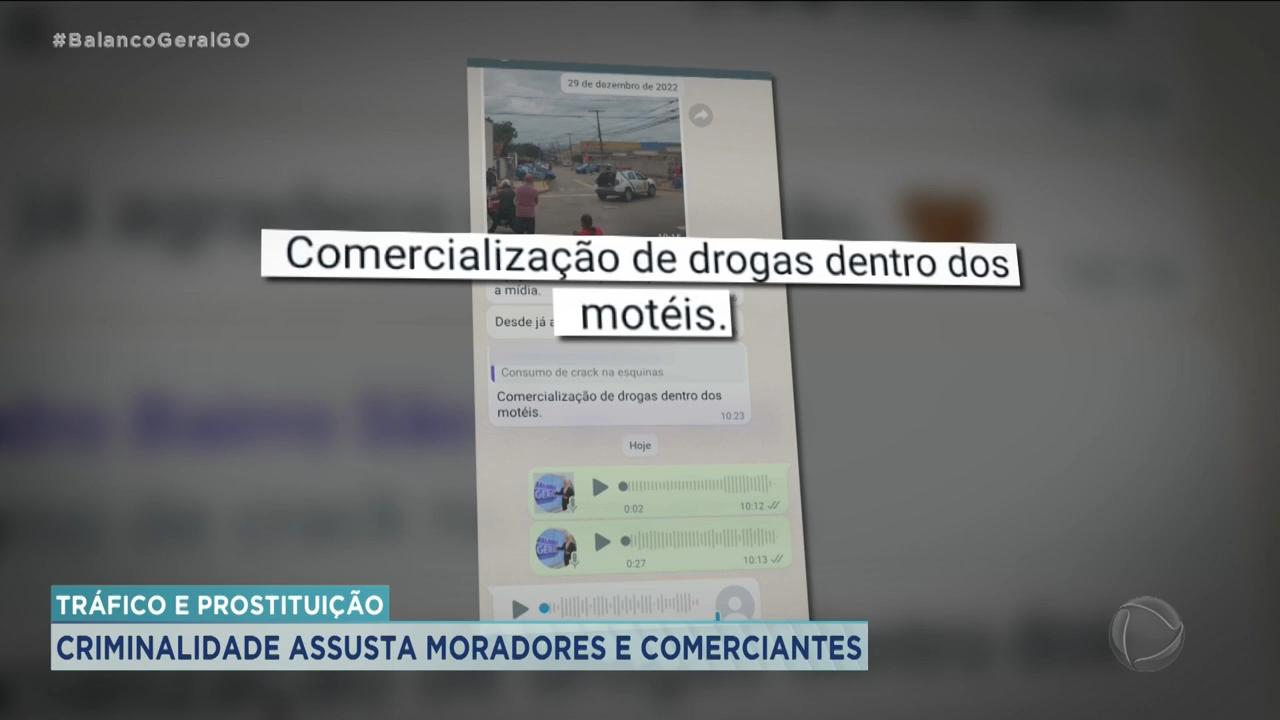 #BalancoGeralGO
29 de dezembro de 2022
Comercialização de drogas dentro dos
motéis.
a mídia.
Desde já a
Consumo de crack na esquinas
Comercialização de drogas dentro dos
motéis.
10:23
Hoje
0:02
10:12
0:27
10:13
TRÁFICO E PROSTITUIÇÃO
CRIMINALIDADE ASSUSTA MORADORES E COMERCIANTES